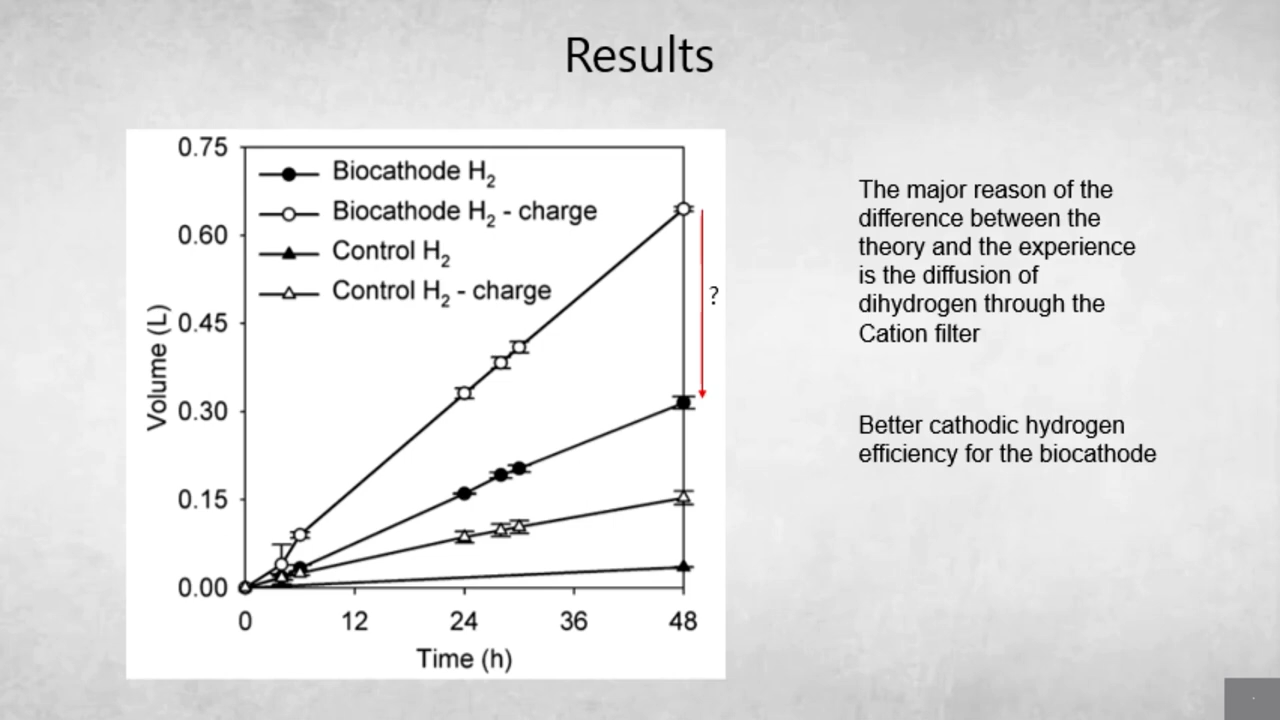 Results
0.75
0.60
0.45
0.30
0.15
0.00
Volume (L)
Biocathode H2
Biocathode H2 - charge
Control H2
Control H2 - charge
?
0 12 24 36 48
Time (h)
The major reason of the
difference between the
theory and the experience
is the diffusion of
dihydrogen through the
Cation filter
Better cathodic hydrogen
efficiency for the biocathode